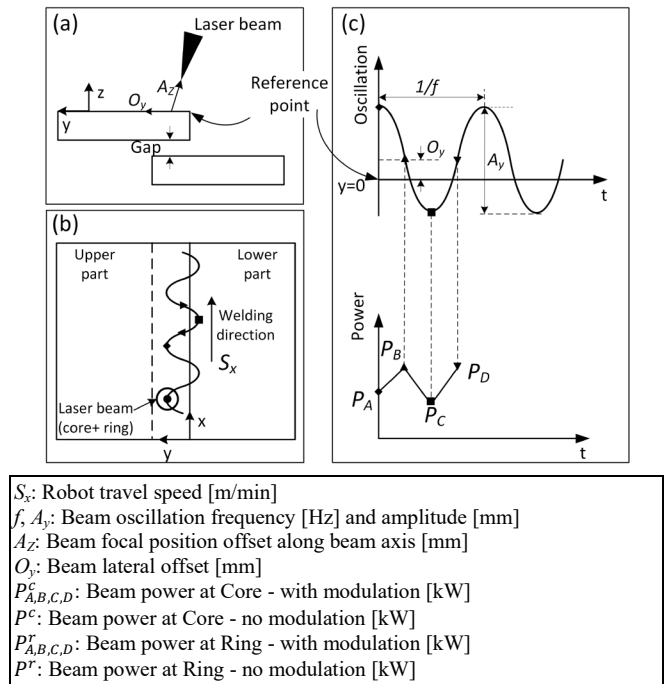 (a)
Laser beam
A_Z
z
O_y
y
Reference
point
Gap
(b)
Upper
part
Lower
part
Welding
direction
S_x
Laser beam
(core+ ring)
x
y
(c)
Oscillation
1/f
O_y
A_y
y=0
t
Power
P_B
P_D
P_A
P_C
t
S_x: Robot travel speed [m/min]
f, A_y: Beam oscillation frequency [Hz] and amplitude [mm]
A_Z: Beam focal position offset along beam axis [mm]
O_y: Beam lateral offset [mm]
P^c_{A,B,C,D}: Beam power at Core - with modulation [kW]
P^c: Beam power at Core - no modulation [kW]
P^r_{A,B,C,D}: Beam power at Ring - with modulation [kW]
P^r: Beam power at Ring - no modulation [kW]